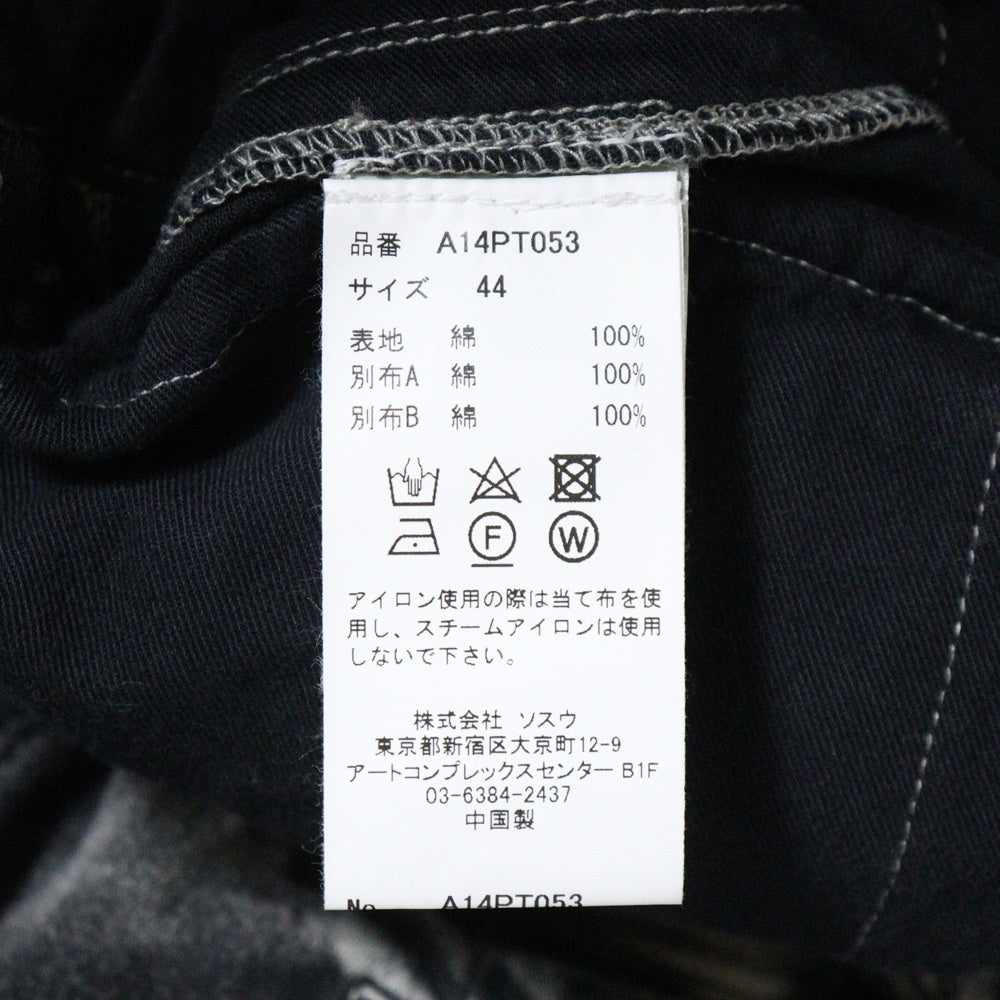 品番 A14PT053
サイズ 44
表地 綿 100%
別布A 綿 100%
別布B 綿 100%
F W
アイロン使用の際は当て布を使
用し、スチームアイロンは使用
しないで下さい。
株式会社 ソスウ
東京都新宿区大京町12-9
アートコンプレックスセンター B1F
03-6384-2437
中国製
No A14PT053